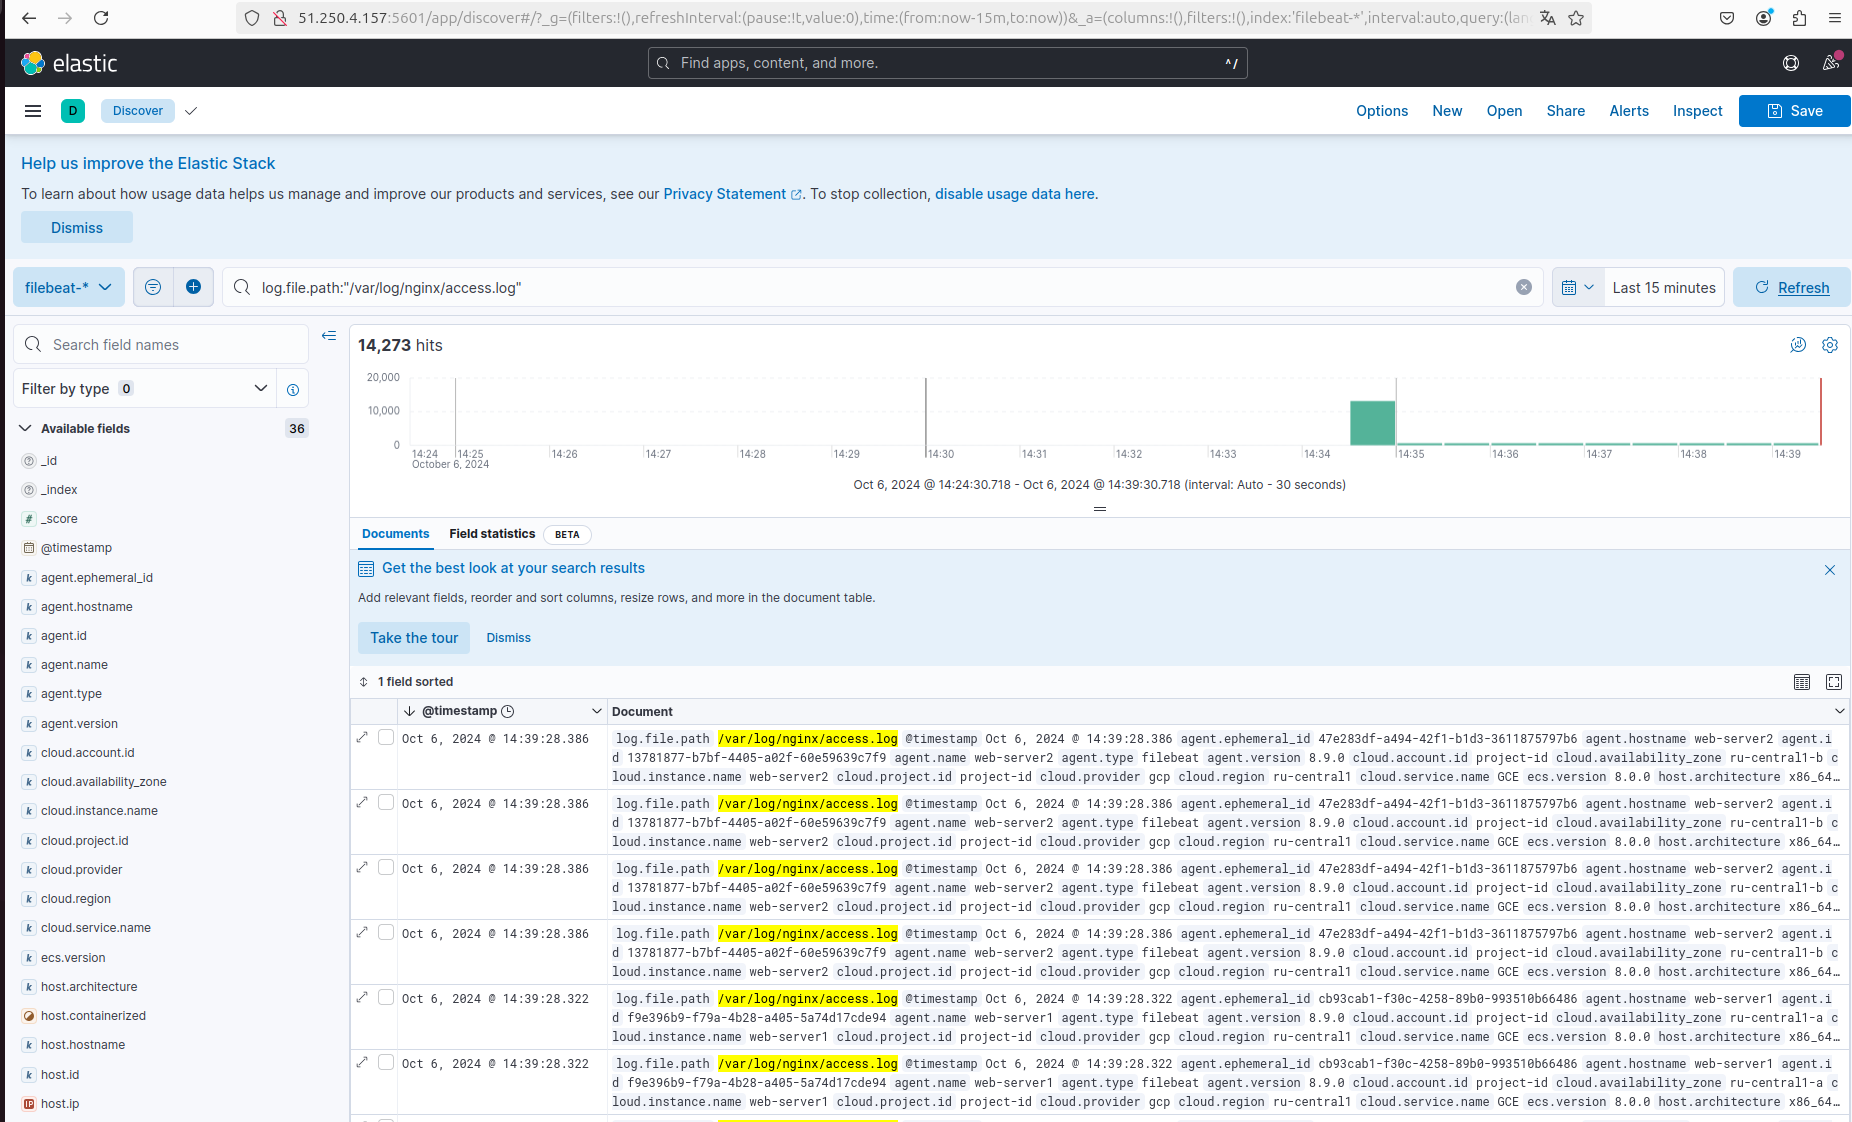 51.250.4.157:5601/app/discover#/?_g=(filters:!(),refreshInterval:(pause:!t,value:0),time:(from:now-15m,to:now))&_a=(columns:!(),filters:!(),index:'filebeat-*',interval:auto,query:(lan
elastic
Find apps, content, and more.
^/
D
Discover
Options
New
Open
Share
Alerts
Inspect
Save
Help us improve the Elastic Stack
To learn about how usage data helps us manage and improve our products and services, see our Privacy Statement. To stop collection, disable usage data here.
Dismiss
filebeat-*
log.file.path:"/var/log/nginx/access.log"
Last 15 minutes
Refresh
Search field names
Filter by type 0
Available fields
36
_id
_index
_score
@timestamp
agent.ephemeral_id
agent.hostname
agent.id
agent.name
agent.type
agent.version
cloud.account.id
cloud.availability_zone
cloud.instance.name
cloud.project.id
cloud.provider
cloud.region
cloud.service.name
ecs.version
host.architecture
host.containerized
host.hostname
host.id
host.ip
14,273 hits
20,000
10,000
0
14:24 14:25 14:26 14:27 14:28 14:29 14:30 14:31 14:32 14:33 14:34 14:35 14:36 14:37 14:38 14:39
October 6, 2024
Oct 6, 2024 @ 14:24:30.718 - Oct 6, 2024 @ 14:39:30.718 (interval: Auto - 30 seconds)
Documents
Field statistics
BETA
Get the best look at your search results
Add relevant fields, reorder and sort columns, resize rows, and more in the document table.
Take the tour
Dismiss
1 field sorted
@timestamp
Document
Oct 6, 2024 @ 14:39:28.386
log.file.path /var/log/nginx/access.log @timestamp Oct 6, 2024 @ 14:39:28.386 agent.ephemeral_id 47e283df-a494-42f1-b1d3-3611875797b6 agent.hostname web-server2 agent.i
d 13781877-b7bf-4405-a02f-60e59639c7f9 agent.name web-server2 agent.type filebeat agent.version 8.9.0 cloud.account.id project-id cloud.availability_zone ru-central1-b c
loud.instance.name web-server2 cloud.project.id project-id cloud.provider gcp cloud.region ru-central1 cloud.service.name GCE ecs.version 8.0.0 host.architecture x86_64…
Oct 6, 2024 @ 14:39:28.386
log.file.path /var/log/nginx/access.log @timestamp Oct 6, 2024 @ 14:39:28.386 agent.ephemeral_id 47e283df-a494-42f1-b1d3-3611875797b6 agent.hostname web-server2 agent.i
d 13781877-b7bf-4405-a02f-60e59639c7f9 agent.name web-server2 agent.type filebeat agent.version 8.9.0 cloud.account.id project-id cloud.availability_zone ru-central1-b c
loud.instance.name web-server2 cloud.project.id project-id cloud.provider gcp cloud.region ru-central1 cloud.service.name GCE ecs.version 8.0.0 host.architecture x86_64…
Oct 6, 2024 @ 14:39:28.386
log.file.path /var/log/nginx/access.log @timestamp Oct 6, 2024 @ 14:39:28.386 agent.ephemeral_id 47e283df-a494-42f1-b1d3-3611875797b6 agent.hostname web-server2 agent.i
d 13781877-b7bf-4405-a02f-60e59639c7f9 agent.name web-server2 agent.type filebeat agent.version 8.9.0 cloud.account.id project-id cloud.availability_zone ru-central1-b c
loud.instance.name web-server2 cloud.project.id project-id cloud.provider gcp cloud.region ru-central1 cloud.service.name GCE ecs.version 8.0.0 host.architecture x86_64…
Oct 6, 2024 @ 14:39:28.386
log.file.path /var/log/nginx/access.log @timestamp Oct 6, 2024 @ 14:39:28.386 agent.ephemeral_id 47e283df-a494-42f1-b1d3-3611875797b6 agent.hostname web-server2 agent.i
d 13781877-b7bf-4405-a02f-60e59639c7f9 agent.name web-server2 agent.type filebeat agent.version 8.9.0 cloud.account.id project-id cloud.availability_zone ru-central1-b c
loud.instance.name web-server2 cloud.project.id project-id cloud.provider gcp cloud.region ru-central1 cloud.service.name GCE ecs.version 8.0.0 host.architecture x86_64…
Oct 6, 2024 @ 14:39:28.322
log.file.path /var/log/nginx/access.log @timestamp Oct 6, 2024 @ 14:39:28.322 agent.ephemeral_id cb93cab1-f30c-4258-89b0-993510b66486 agent.hostname web-server1 agent.i
d f9e396b9-f79a-4b28-a405-5a74d17cde94 agent.name web-server1 agent.type filebeat agent.version 8.9.0 cloud.account.id project-id cloud.availability_zone ru-central1-a c
loud.instance.name web-server1 cloud.project.id project-id cloud.provider gcp cloud.region ru-central1 cloud.service.name GCE ecs.version 8.0.0 host.architecture x86_64…
Oct 6, 2024 @ 14:39:28.322
log.file.path /var/log/nginx/access.log @timestamp Oct 6, 2024 @ 14:39:28.322 agent.ephemeral_id cb93cab1-f30c-4258-89b0-993510b66486 agent.hostname web-server1 agent.i
d f9e396b9-f79a-4b28-a405-5a74d17cde94 agent.name web-server1 agent.type filebeat agent.version 8.9.0 cloud.account.id project-id cloud.availability_zone ru-central1-a c
loud.instance.name web-server1 cloud.project.id project-id cloud.provider gcp cloud.region ru-central1 cloud.service.name GCE ecs.version 8.0.0 host.architecture x86_64…